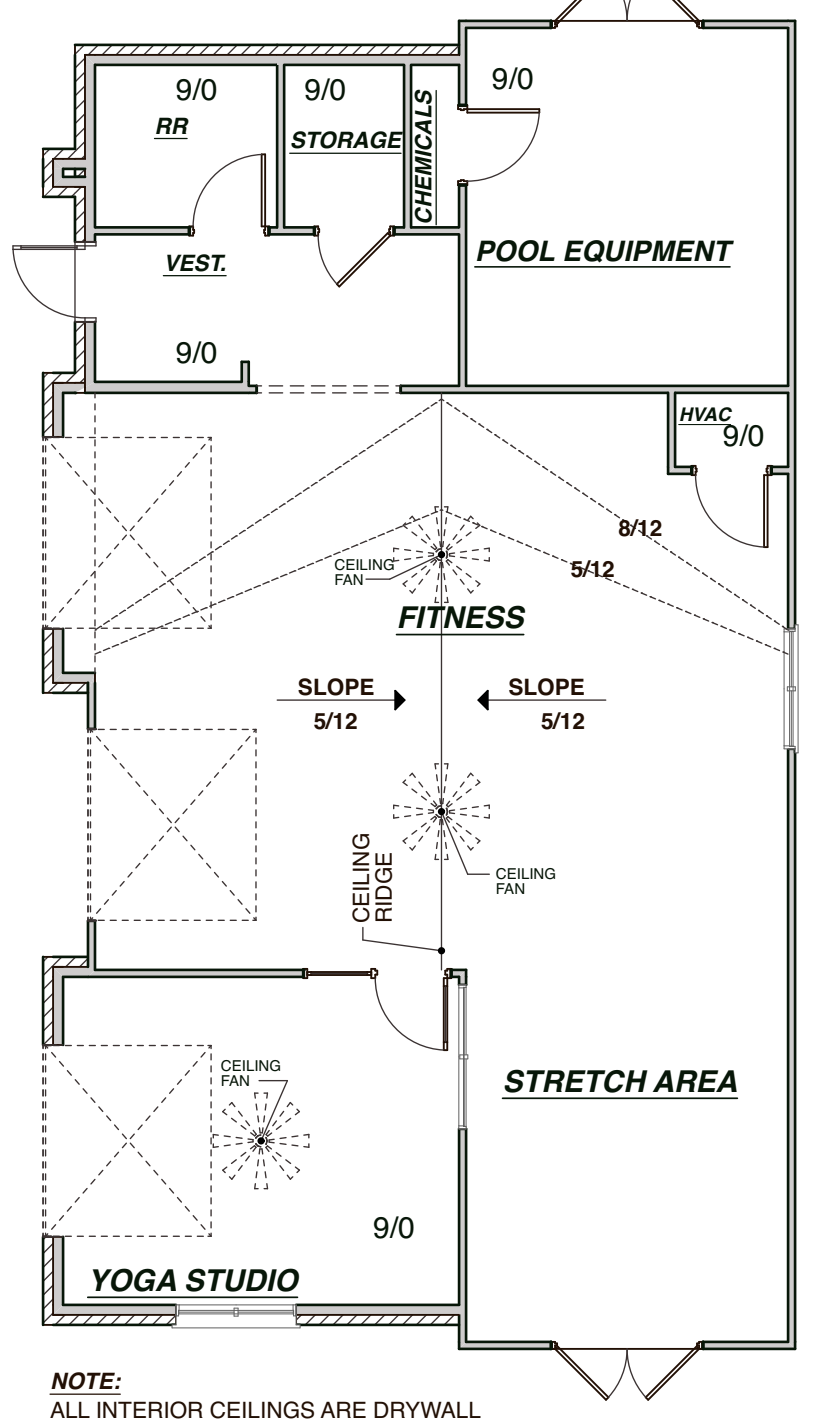 9/0
RR
9/0
STORAGE
CHEMICALS
9/0
POOL EQUIPMENT
VEST.
9/0
HVAC
9/0
8/12
5/12
CEILING
FAN
FITNESS
SLOPE
5/12
SLOPE
5/12
CEILING
RIDGE
CEILING
FAN
CEILING
FAN
STRETCH AREA
9/0
YOGA STUDIO
NOTE:
ALL INTERIOR CEILINGS ARE DRYWALL